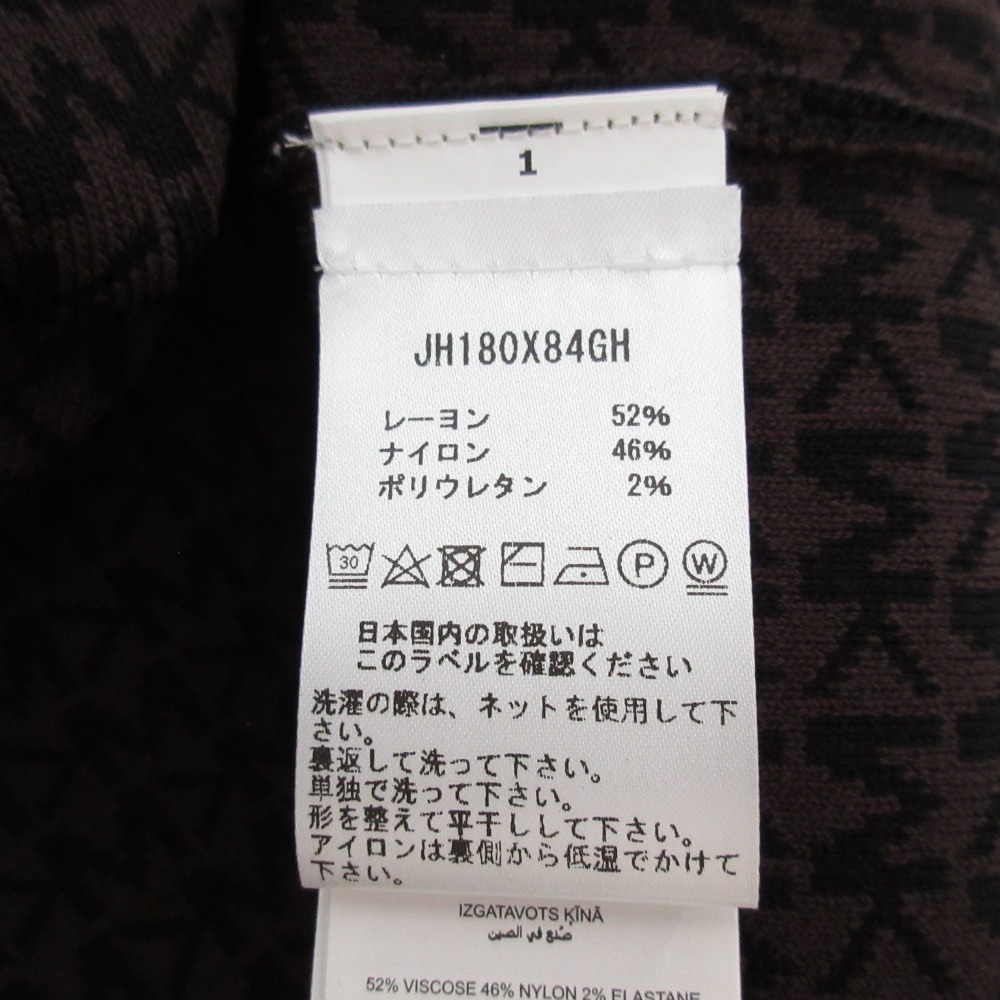 1
JH180X84GH
レーヨン 52%
ナイロン 46%
ポリウレタン 2%
30 P W
日本国内の取扱いは
このラベルを確認ください
洗濯の際は、ネットを使用して下
さい。
裏返して洗って下さい。
単独で洗って下さい。
形を整えて平干しして下さい。
アイロンは裏側から低温でかけて
下さい。
IZGATAVOTS ĶĪNĀ
صُنع في الصين
52% VISCOSE 46% NYLON 2% ELASTANE